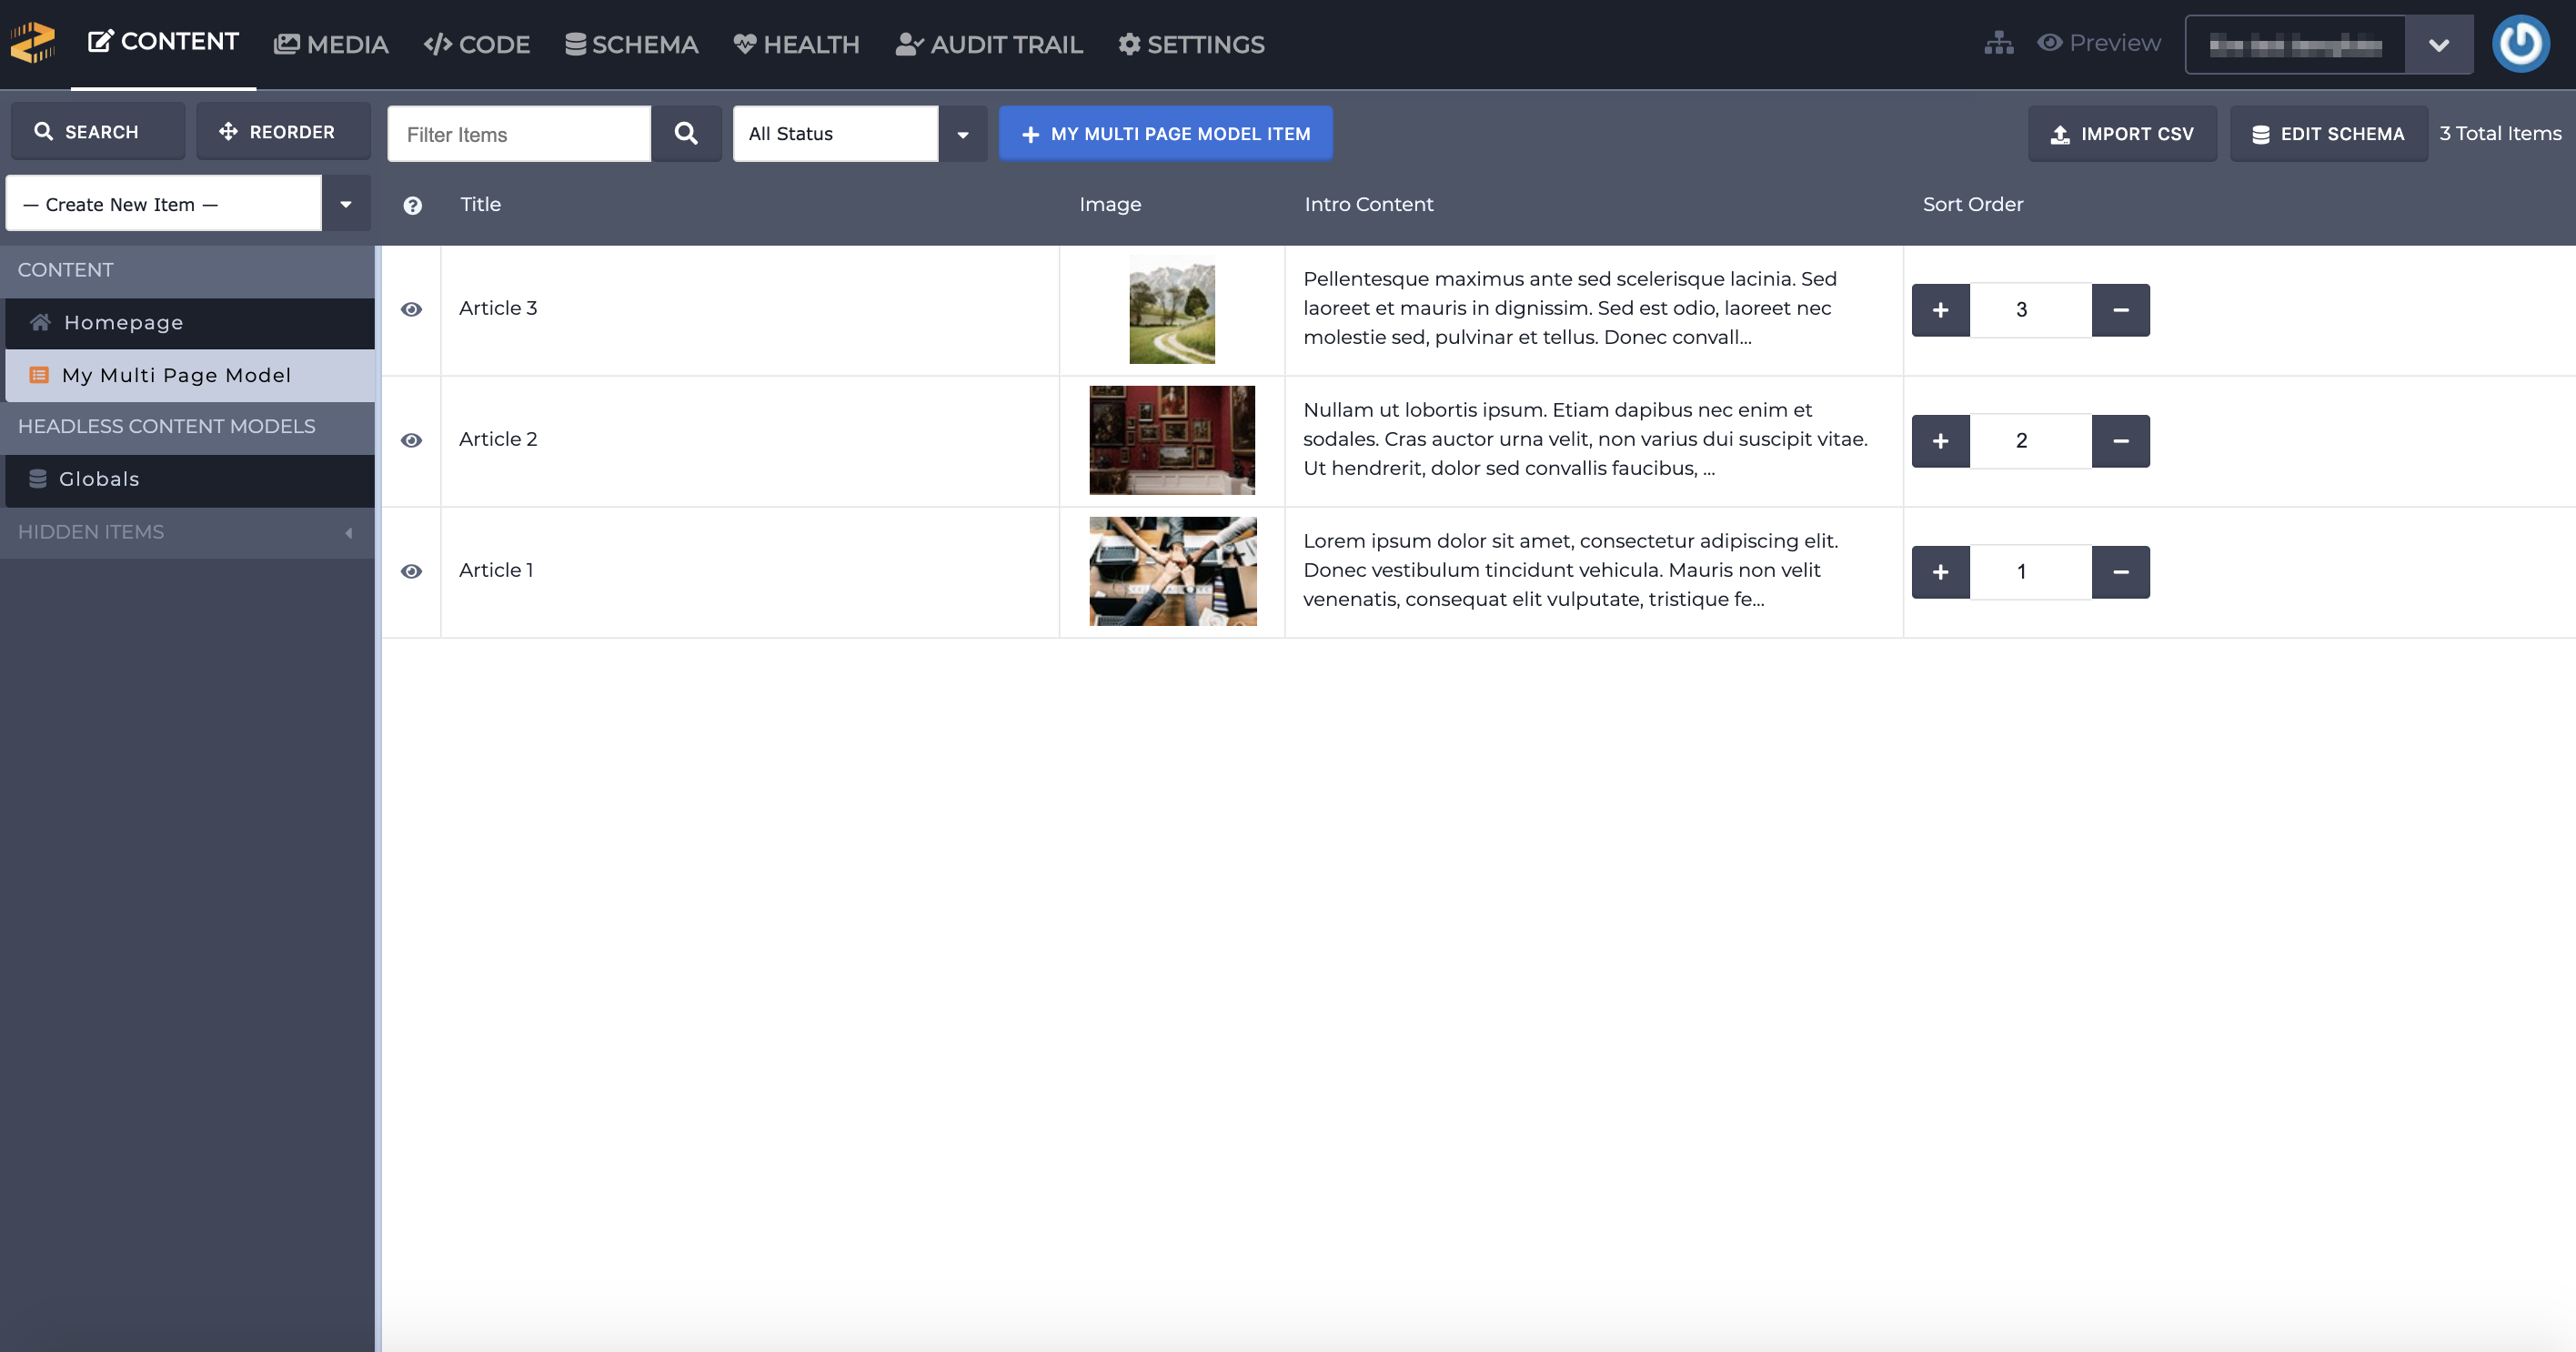 CONTENT
MEDIA
CODE
SCHEMA
HEALTH
AUDIT TRAIL
SETTINGS
Preview
SEARCH
REORDER
Filter Items
All Status
MY MULTI PAGE MODEL ITEM
IMPORT CSV
EDIT SCHEMA
3 Total Items
— Create New Item —
Title
Image
Intro Content
Sort Order
CONTENT
Homepage
My Multi Page Model
HEADLESS CONTENT MODELS
Globals
HIDDEN ITEMS
Article 3
Pellentesque maximus ante sed scelerisque lacinia. Sed
laoreet et mauris in dignissim. Sed est odio, laoreet nec
molestie sed, pulvinar et tellus. Donec convall...
3
Article 2
Nullam ut lobortis ipsum. Etiam dapibus nec enim et
sodales. Cras auctor urna velit, non varius dui suscipit vitae.
Ut hendrerit, dolor sed convallis faucibus, ...
2
Article 1
Lorem ipsum dolor sit amet, consectetur adipiscing elit.
Donec vestibulum tincidunt vehicula. Mauris non velit
venenatis, consequat elit vulputate, tristique fe...
1